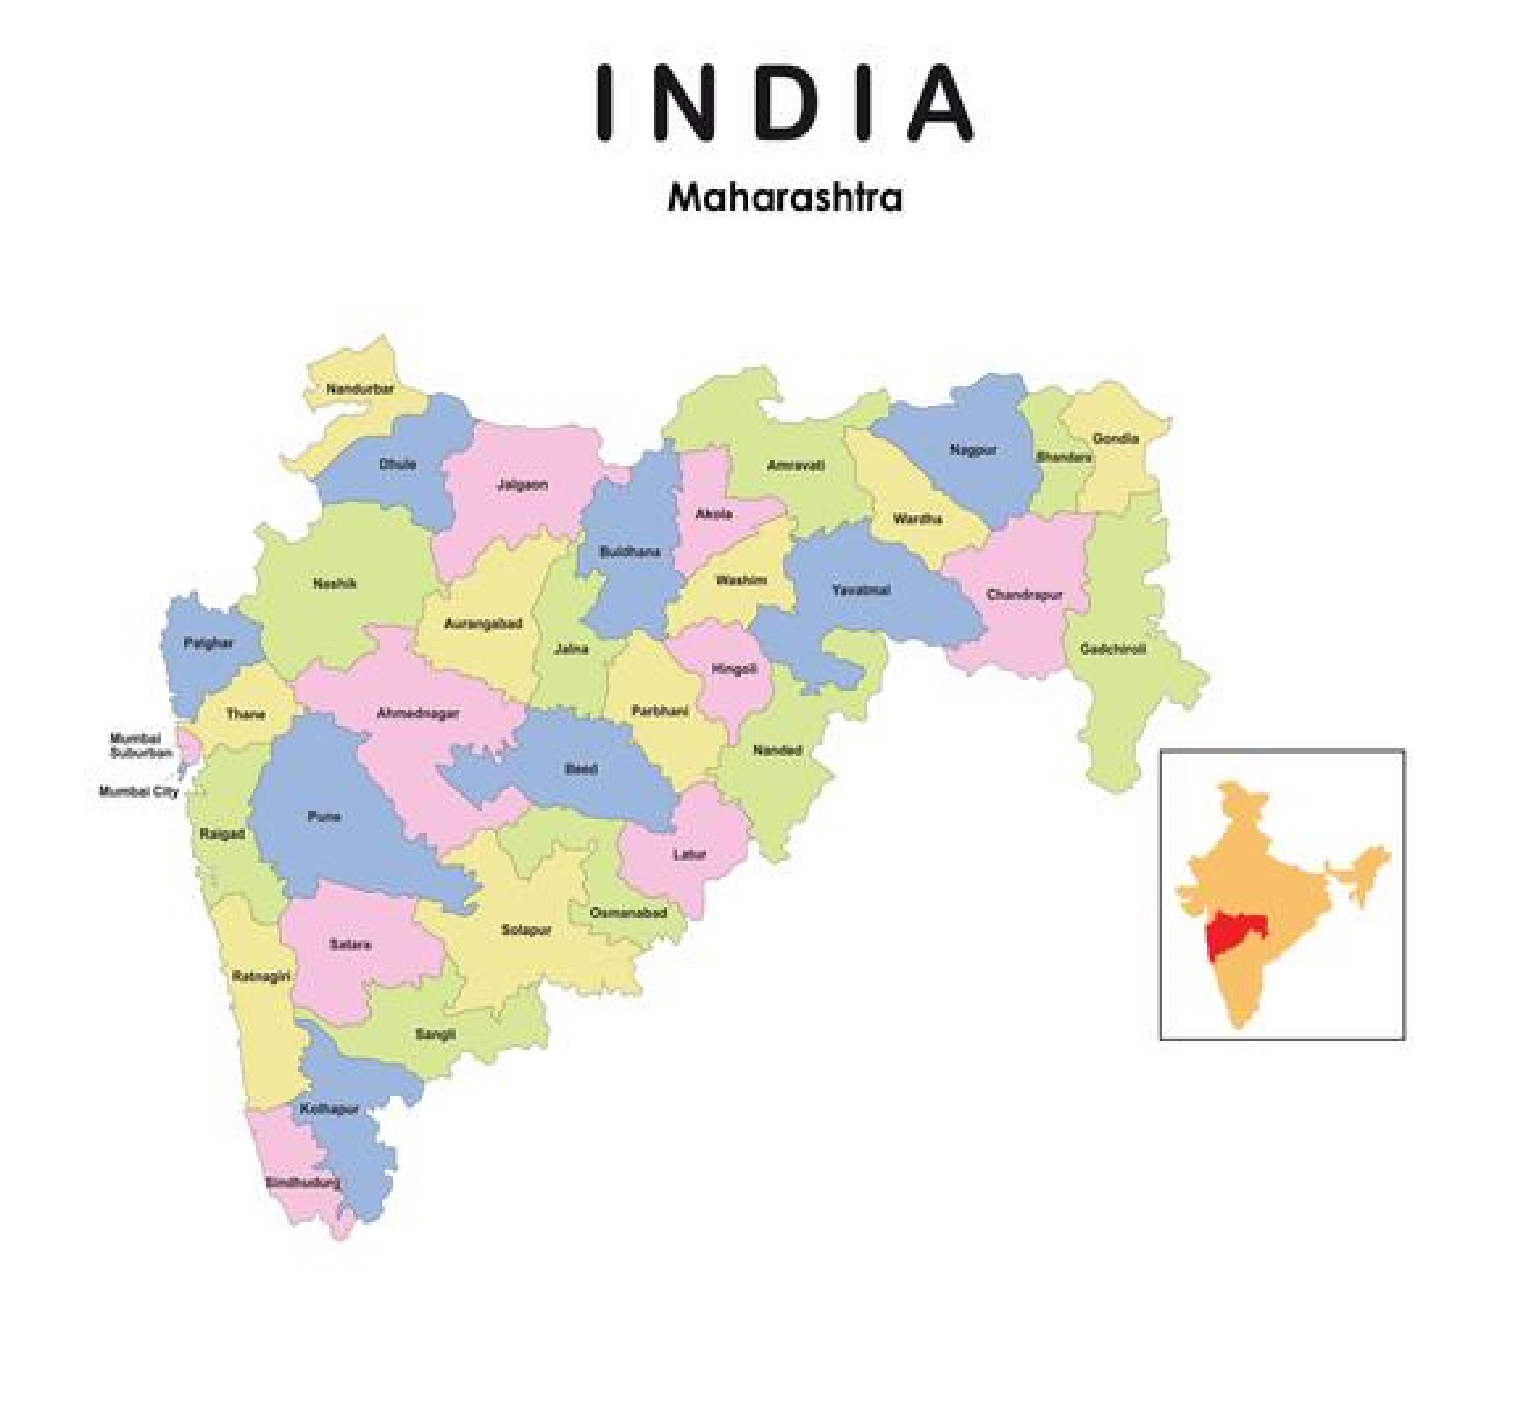 INDIA
Maharashtra
Nandurbar
Dhule
Jalgaon
Amravati
Nagpur
Bhandara
Gondia
Akola
Wardha
Buldhana
Nashik
Washim
Yavatmal
Chandrapur
Aurangabad
Palghar
Jalna
Hingoli
Gadchiroli
Thane
Ahmednagar
Parbhani
Mumbai
Suburban
Nanded
Beed
Mumbai City
Pune
Raigad
Latur
Osmanabad
Solapur
Satara
Ratnagiri
Sangli
Kolhapur
Sindhudurg